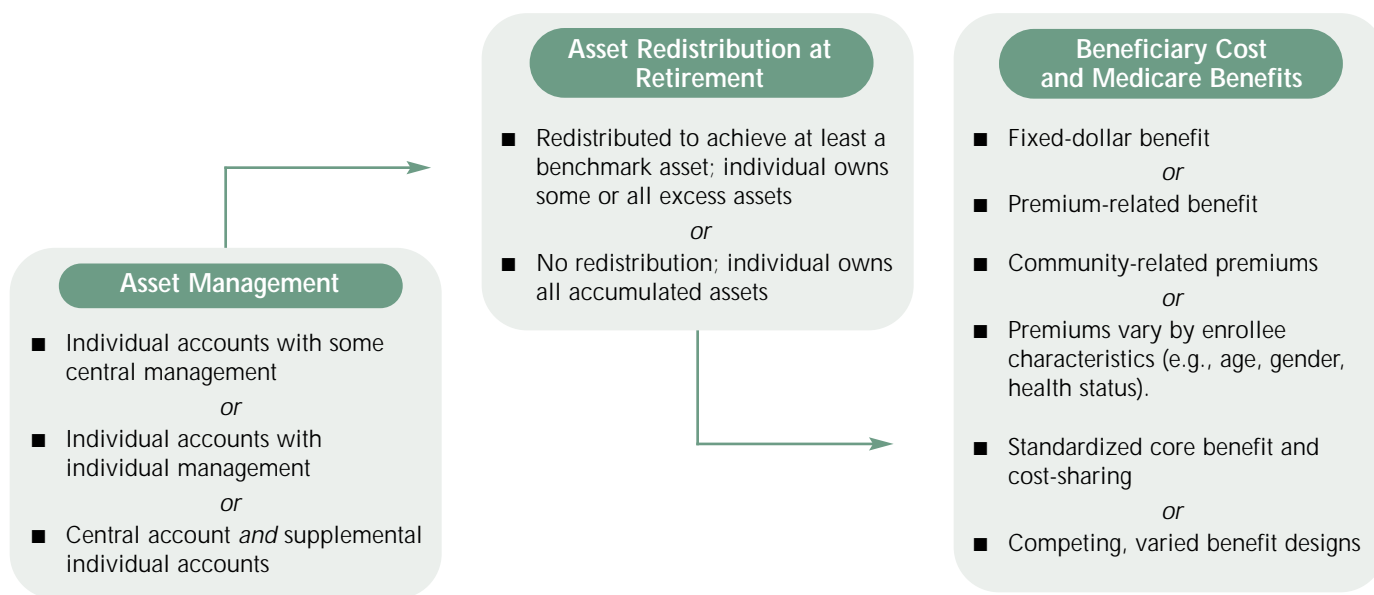 Asset Management
■ Individual accounts with some
central management
or
■ Individual accounts with
individual management
or
■ Central account and supplemental
individual accounts
Asset Redistribution at
Retirement
■ Redistributed to achieve at least a
benchmark asset; individual owns
some or all excess assets
or
■ No redistribution; individual owns
all accumulated assets
Beneficiary Cost
and Medicare Benefits
■ Fixed-dollar benefit
or
■ Premium-related benefit
■ Community-related premiums
or
■ Premiums vary by enrollee
characteristics (e.g., age, gender,
health status).
■ Standardized core benefit and
cost-sharing
or
■ Competing, varied benefit designs